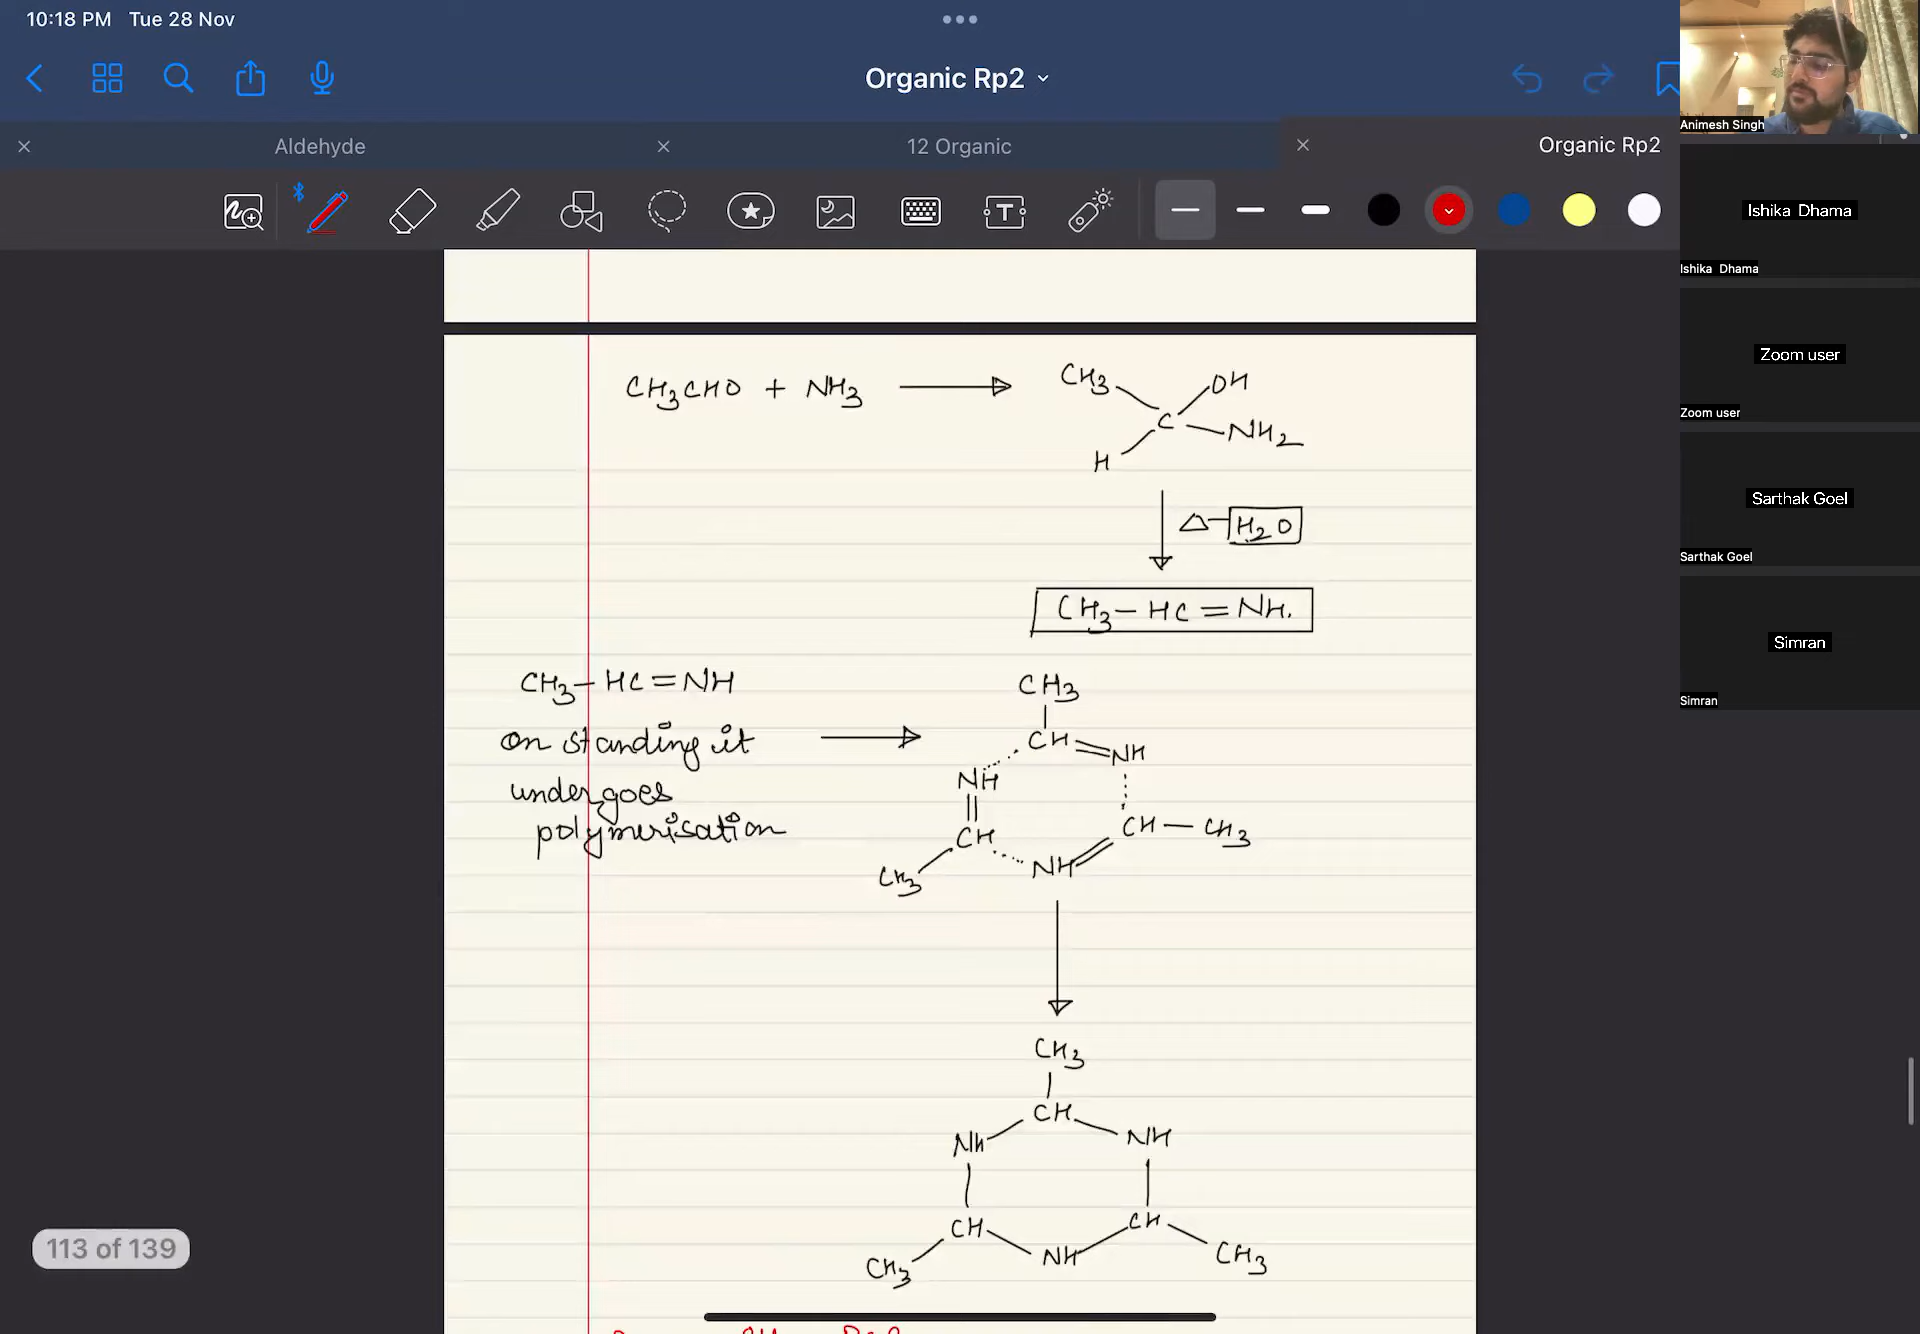 10:18 PM Tue 28 Nov
Organic Rp2
Aldehyde
12 Organic
Organic Rp2
T
Animesh Singh
Ishika Dhama
Ishika Dhama
Zoom user
Zoom user
Sarthak Goel
Sarthak Goel
Simran
Simran
CH3CHO + NH3
CH3 OH
C
NH2
H
△ - H2O
CH3 - HC = NH.
CH3 - HC = NH
on standing it
undergoes
polymerisation
CH3
CH = NH
NH
CH
CH - CH3
NH
CH3
CH3
CH
Nh NH
CH CH
NH
CH3 CH3
113 of 139